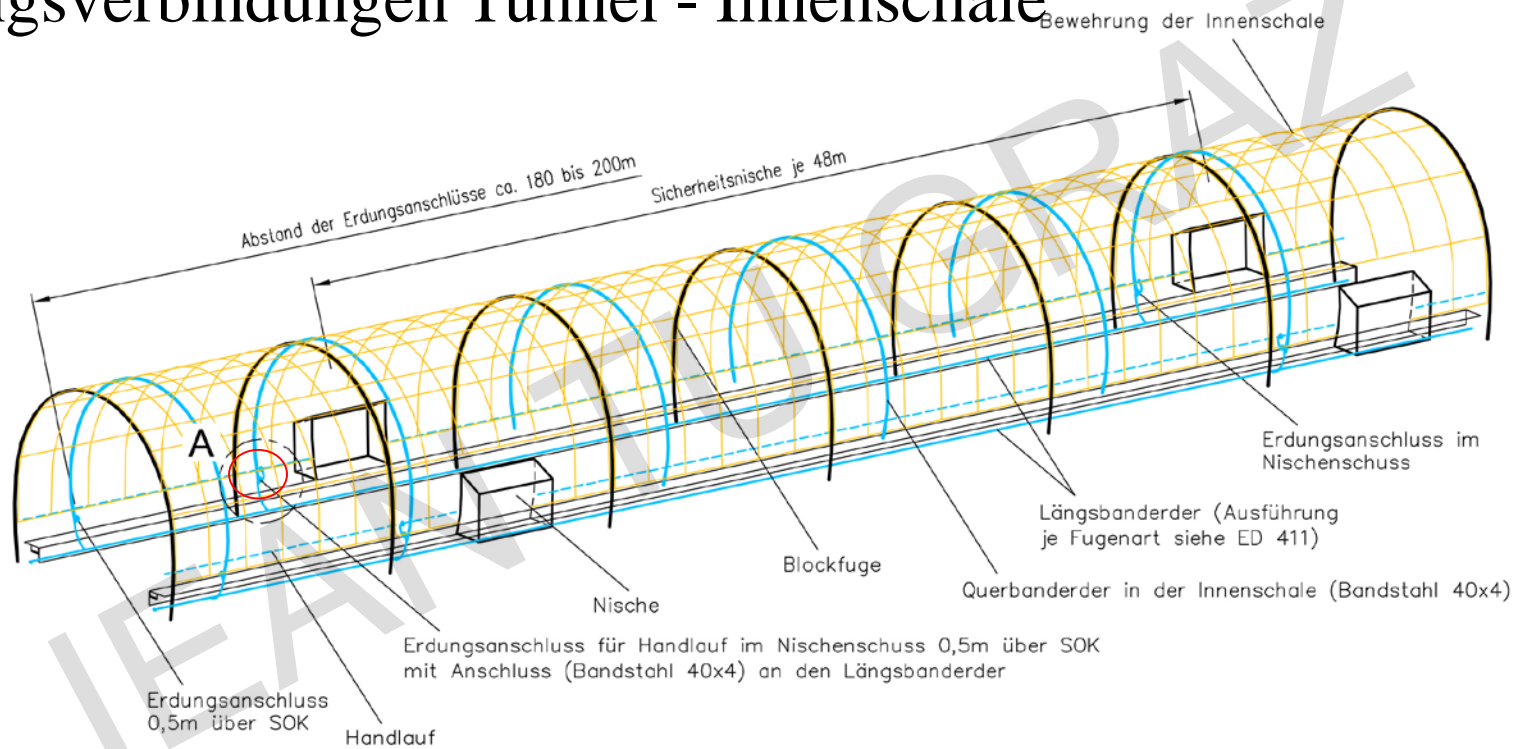 gsverbindungen Tunnel - Innenschale
Bewehrung der Innenschale
Abstand der Erdungsanschlüsse ca. 180 bis 200m
Sicherheitsnische je 48m
A
Erdungsanschluss im
Nischenschuss
Längsbanderder (Ausführung
je Fugenart siehe ED 411)
Blockfuge
Querbanderder in der Innenschale (Bandstahl 40x4)
Nische
Erdungsanschluss für Handlauf im Nischenschuss 0,5m über SOK
mit Anschluss (Bandstahl 40x4) an den Längsbanderder
Erdungsanschluss
0,5m über SOK
Handlauf
IEAN TU GRAZ